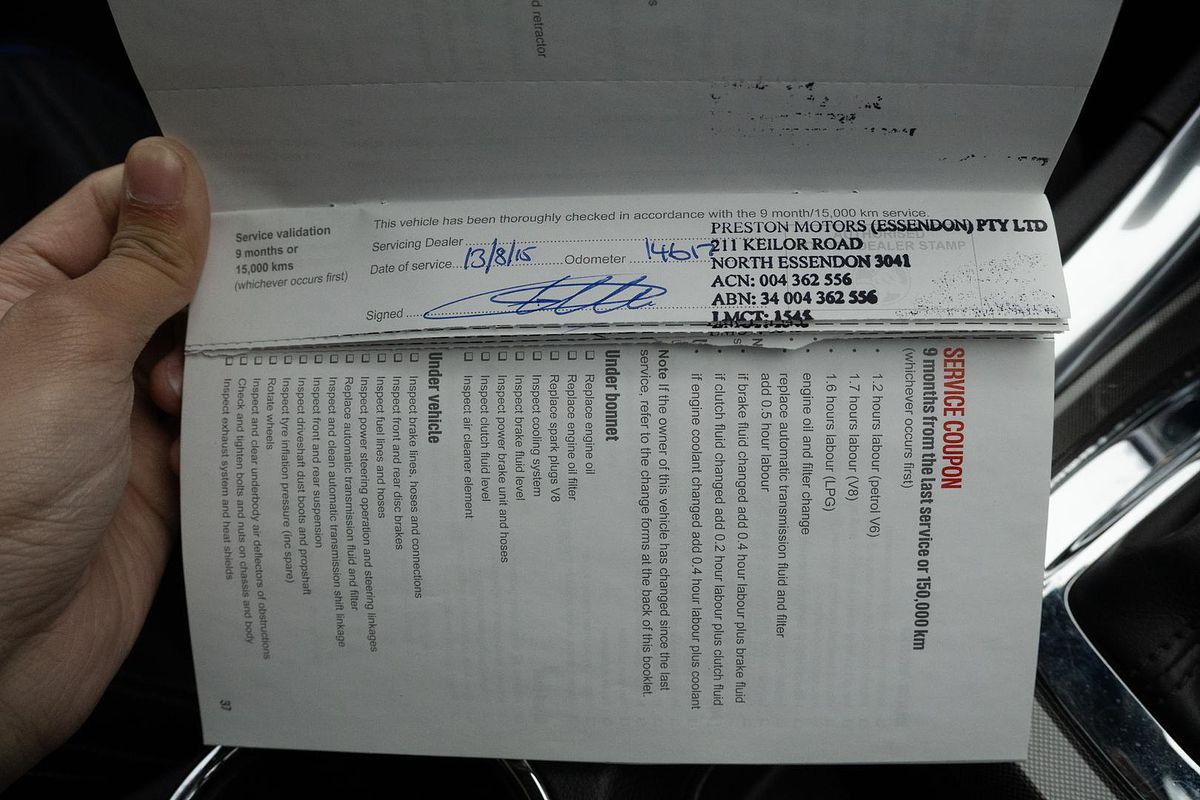 d retractor
s
Service validation
9 months or
15,000 kms
(whichever occurs first)
This vehicle has been thoroughly checked in accordance with the 9 month/15,000 km service.
Servicing Dealer
Date of service 13/8/15 Odometer
Signed
AUTHORISED
DEALER STAMP
PRESTON MOTORS (ESSENDON) PTY LTD
211 KEILOR ROAD
NORTH ESSENDON 3041
ACN: 004 362 556
ABN: 34 004 362 556
LMCT: 1545
SERVICE COUPON
9 months from the last service or 150,000 km
(whichever occurs first)
• 1.2 hours labour (petrol V6)
• 1.7 hours labour (V8)
• 1.6 hours labour (LPG)
engine oil and filter change
replace automatic transmission fluid and filter
add 0.5 hour labour
• if brake fluid changed add 0.4 hour labour plus brake fluid
• if clutch fluid changed add 0.2 hour labour plus clutch fluid
• if engine coolant changed add 0.4 hour labour plus coolant
Note If the owner of this vehicle has changed since the last
service, refer to the change forms at the back of this booklet.
Under bonnet
Replace engine oil
Replace engine oil filter
Replace spark plugs V8
Inspect cooling system
Inspect brake fluid level
Inspect power brake unit and hoses
Inspect clutch fluid level
Inspect air cleaner element
Under vehicle
Inspect brake lines, hoses and connections
Inspect front and rear disc brakes
Inspect fuel lines and hoses
Inspect power steering operation and steering linkages
Replace automatic transmission fluid and filter
Inspect and clean automatic transmission shift linkage
Inspect front and rear suspension
Inspect driveshaft dust boots and propshaft
Inspect tyre inflation pressure (inc spare)
Rotate wheels
Inspect and clear underbody air deflectors of obstructions
Check and tighten bolts and nuts on chassis and body
Inspect exhaust system and heat shields
37